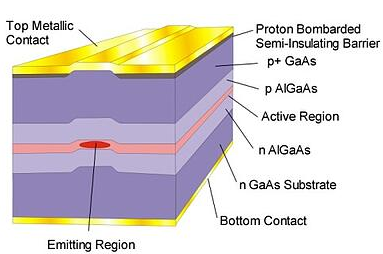 Top Metallic
Contact
Proton Bombarded
Semi-Insulating Barrier
p+ GaAs
p AlGaAs
Active Region
n AlGaAs
n GaAs Substrate
Bottom Contact
Emitting Region